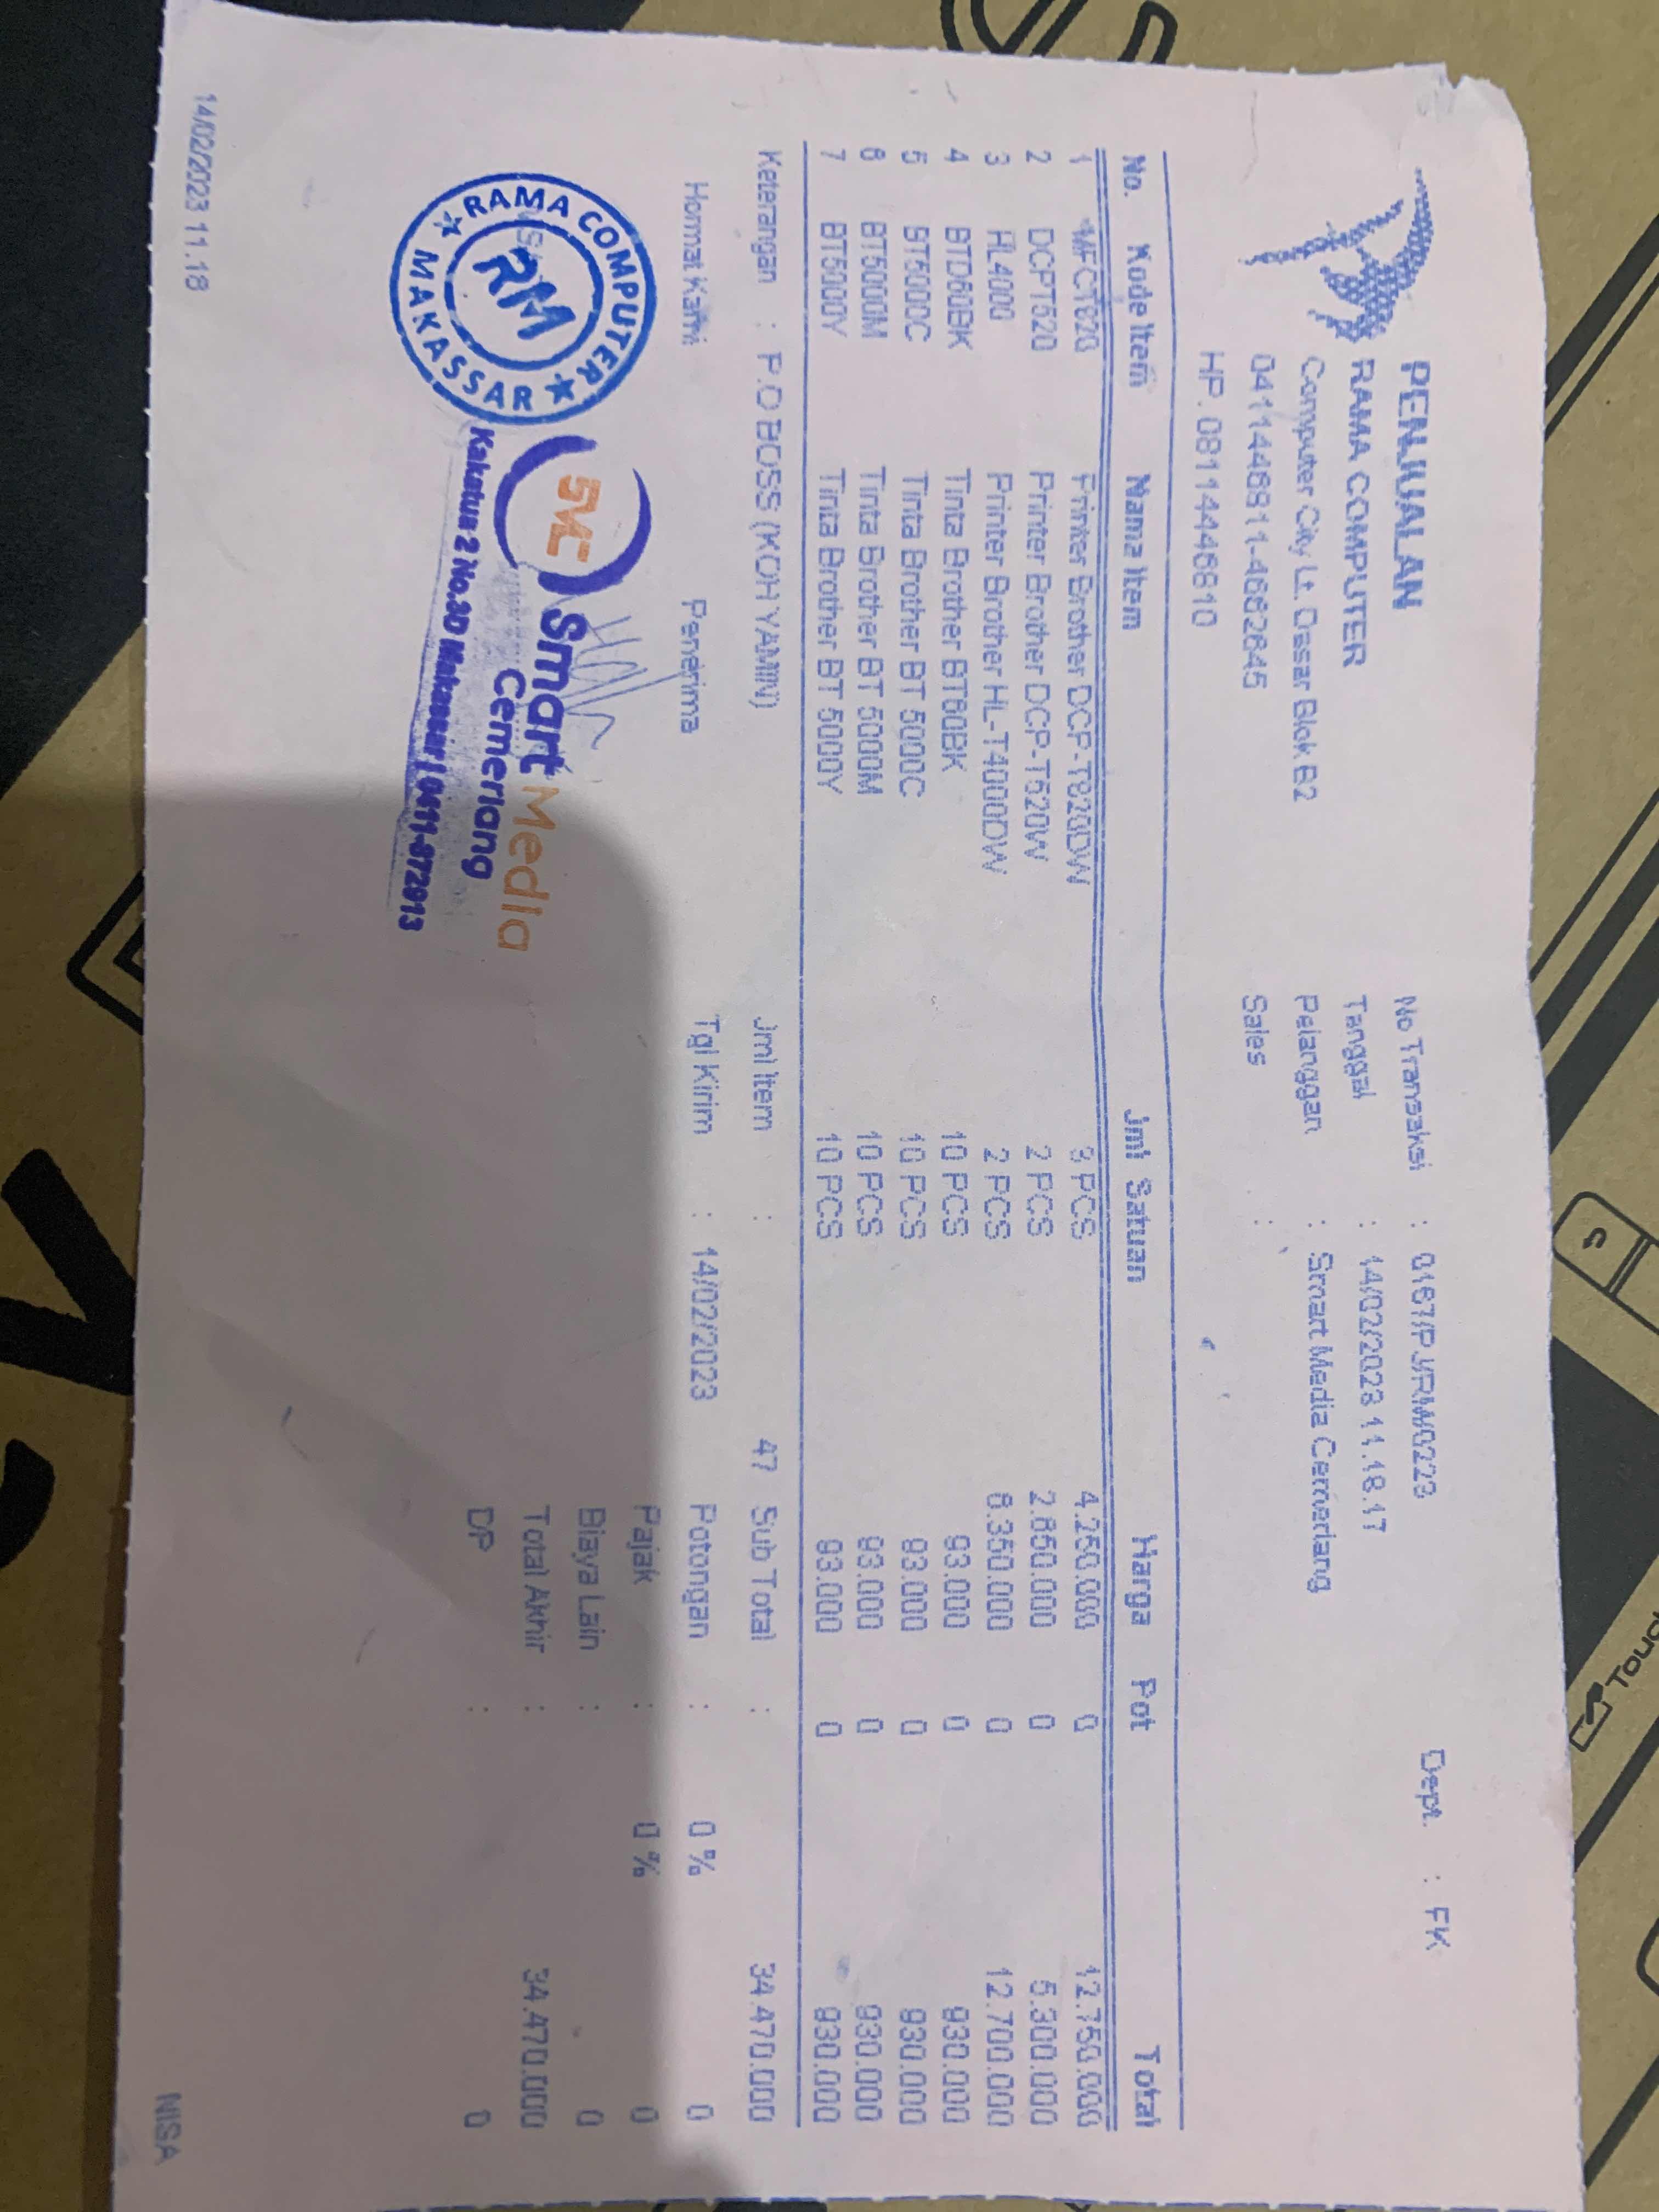 PENJUALAN
RAMA COMPUTER
Computer City Lt. Dasar Blok B2
0411446811-4662645
HP. 08114446810
No Transaksi : 0167/PJ/RM/0223
Tanggal : 14/02/2023 11.16.17
Pelanggan : Smart Media Cemerlang
Sales :
Dept. : FK
No. Kode Item Nama Item Jml Satuan Harga Pot Total
1 MFCT820 Printer Brother DCP-T820DW 3 PCS 4.250.000 0 12.750.000
2 DCPT520 Printer Brother DCP-T520W 2 PCS 2.650.000 0 5.300.000
3 HL4000 Printer Brother HL-T4000DW 2 PCS 6.350.000 0 12.700.000
4 BTD60BK Tinta Brother BT60BK 10 PCS 93.000 0 930.000
5 BT5000C Tinta Brother BT 5000C 10 PCS 93.000 0 930.000
6 BT5000M Tinta Brother BT 5000M 10 PCS 93.000 0 930.000
7 BT5000Y Tinta Brother BT 5000Y 10 PCS 93.000 0 930.000
Keterangan : P.O BOSS (KOH YAMIN) Jml Item : 47 Sub Total : 34.470.000
Hormat Kami Penerima Tgl Kirim : 14/02/2023 Potongan : 0 % 0
Pajak : 0 % 0
Biaya Lain : 0
Total Akhir : 34.470.000
DP : 0
RAMA COMPUTER
RM
MAKASSAR
SMC
Smart Media
Cemerlang
Kakatua 2 No.3D Makassar | 0411-872913
14/02/2023 11.18
NISA
Touch